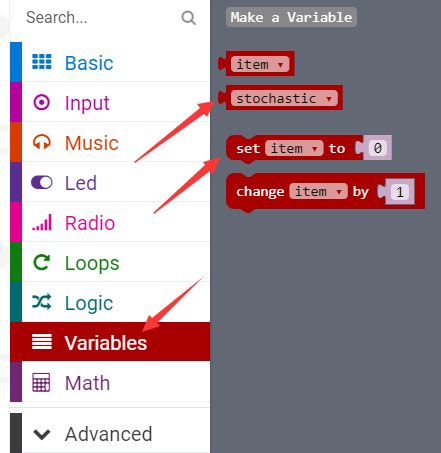 Search...
Basic
Input
Music
Led
Radio
Loops
Logic
Variables
Math
Advanced
Make a Variable
item
stochastic
set item to 0
change item by 1